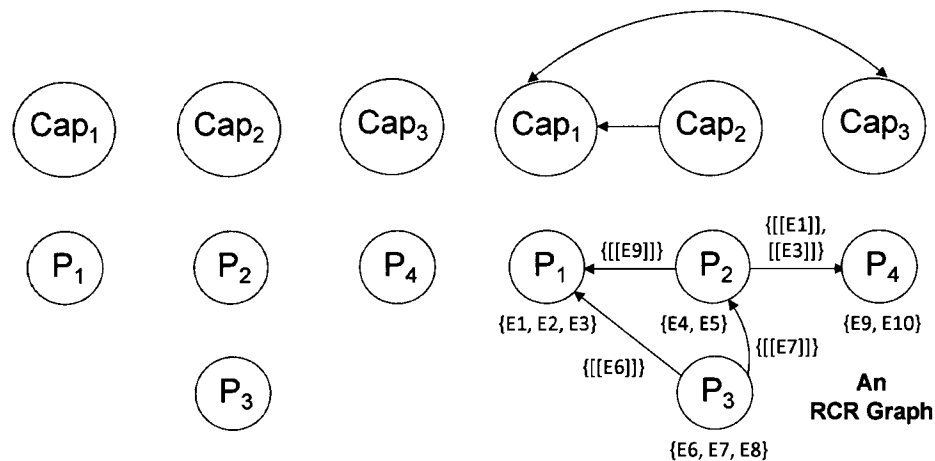 Cap₁ Cap₂ Cap₃ Cap₁ Cap₂ Cap₃
{[[E1]],
{[[E9]]} [[E3]]}
P₁ P₂ P₄ P₁ P₂ P₄
{E1, E2, E3} {E4, E5} {E9, E10}
{[[E6]]} {[[E7]]}
P₃ P₃ An
RCR Graph
{E6, E7, E8}